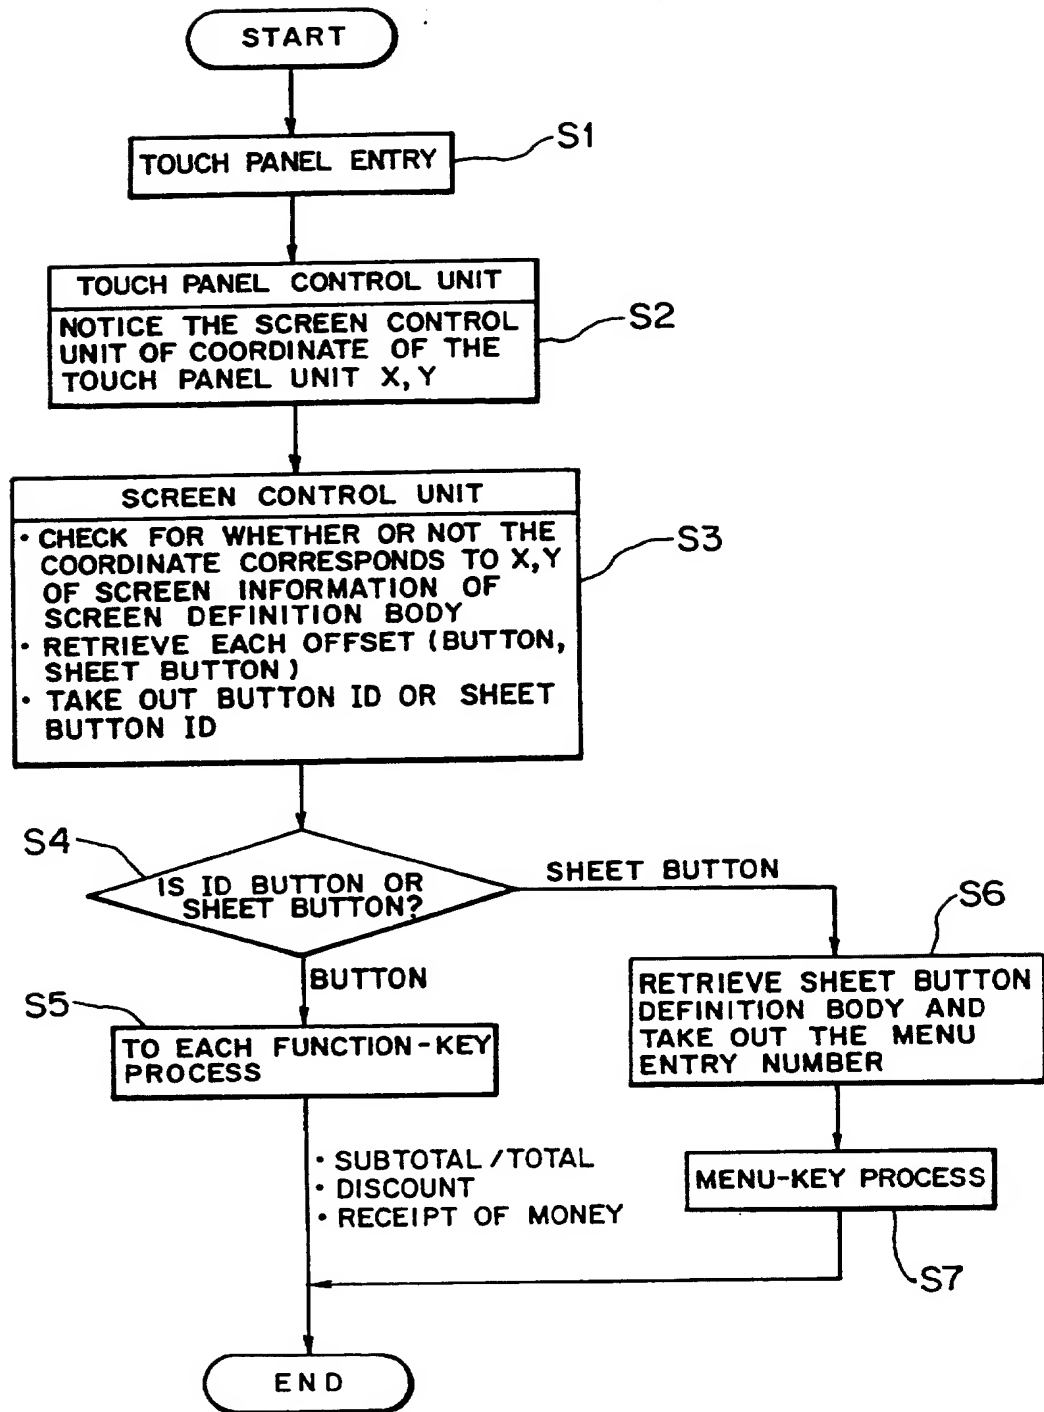 START
TOUCH PANEL ENTRY
S1
TOUCH PANEL CONTROL UNIT
NOTICE THE SCREEN CONTROL
UNIT OF COORDINATE OF THE
TOUCH PANEL UNIT X, Y
S2
SCREEN CONTROL UNIT
• CHECK FOR WHETHER OR NOT THE
COORDINATE CORRESPONDS TO X, Y
OF SCREEN INFORMATION OF
SCREEN DEFINITION BODY
• RETRIEVE EACH OFFSET (BUTTON,
SHEET BUTTON)
• TAKE OUT BUTTON ID OR SHEET
BUTTON ID
S3
S4
IS ID BUTTON OR
SHEET BUTTON?
SHEET BUTTON
BUTTON
S5
TO EACH FUNCTION-KEY
PROCESS
S6
RETRIEVE SHEET BUTTON
DEFINITION BODY AND
TAKE OUT THE MENU
ENTRY NUMBER
• SUBTOTAL / TOTAL
• DISCOUNT
• RECEIPT OF MONEY
MENU-KEY PROCESS
S7
END